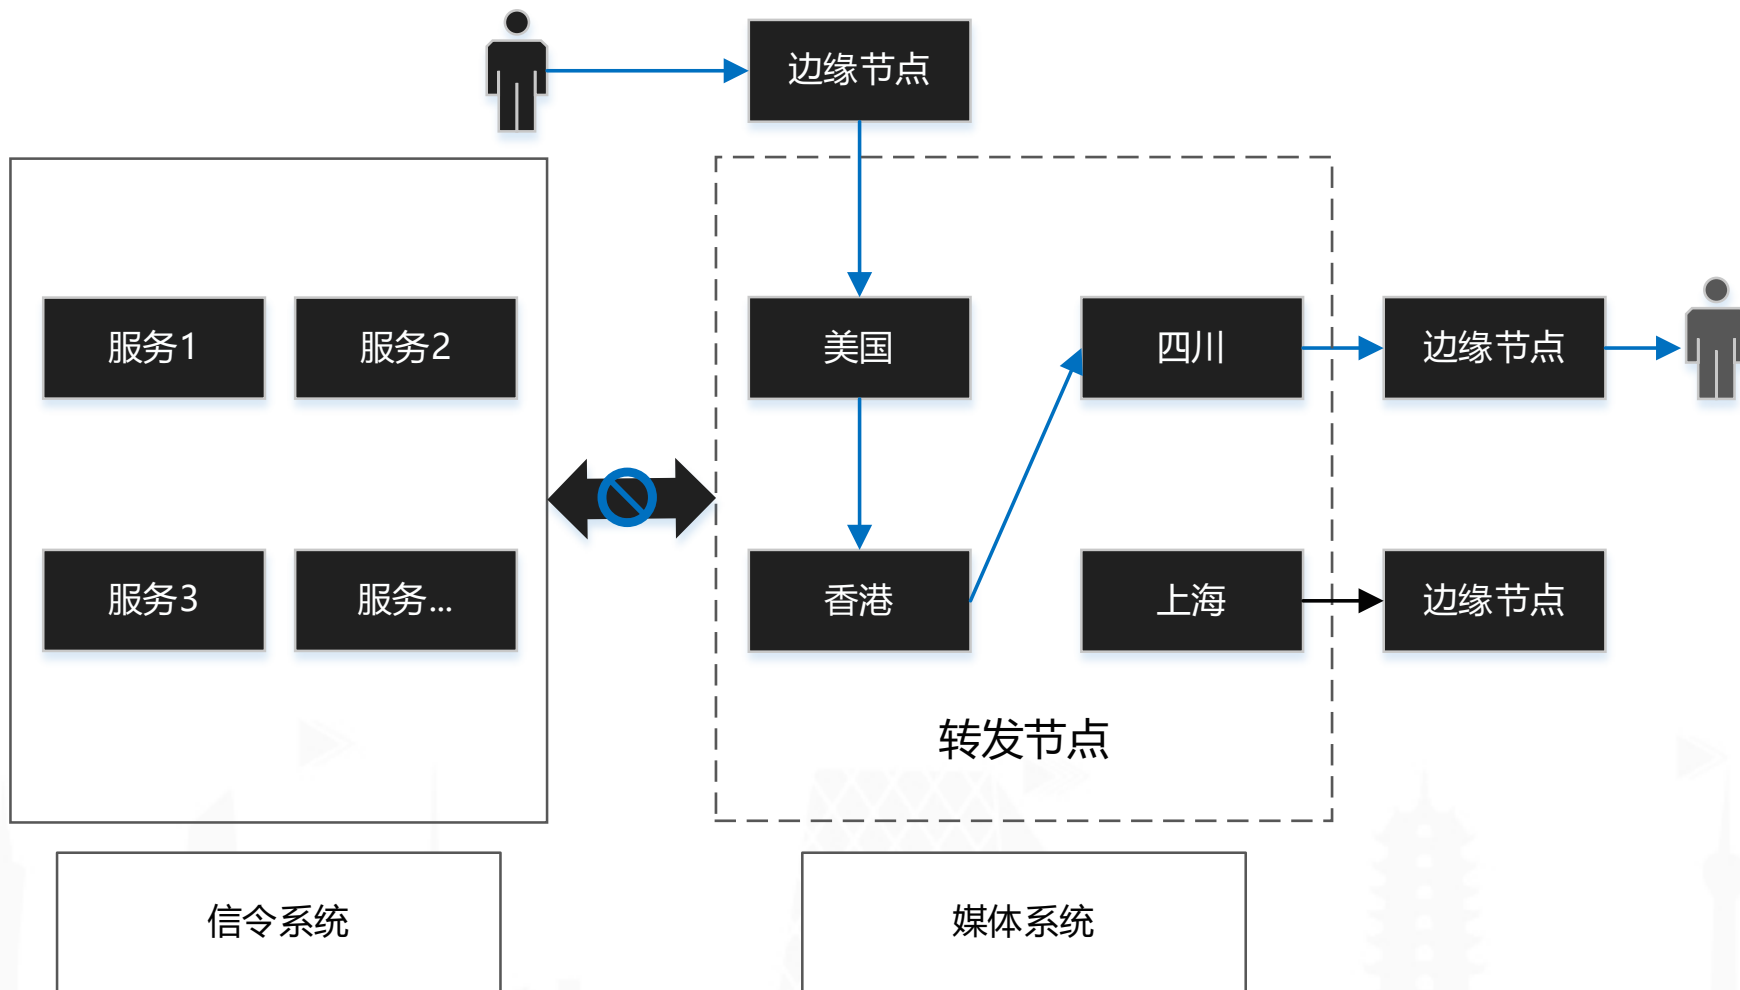 边缘节点
服务1
服务2
美国
四川
边缘节点
服务3
服务...
香港
上海
边缘节点
转发节点
信令系统
媒体系统